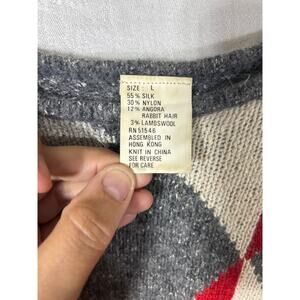 SIZE : L
55% SILK
30% NYLON
12% ANGORA
RABBIT HAIR
3% LAMBSWOOL
RN 51546
ASSEMBLED IN
HONG KONG
KNIT IN CHINA
SEE REVERSE
FOR CARE